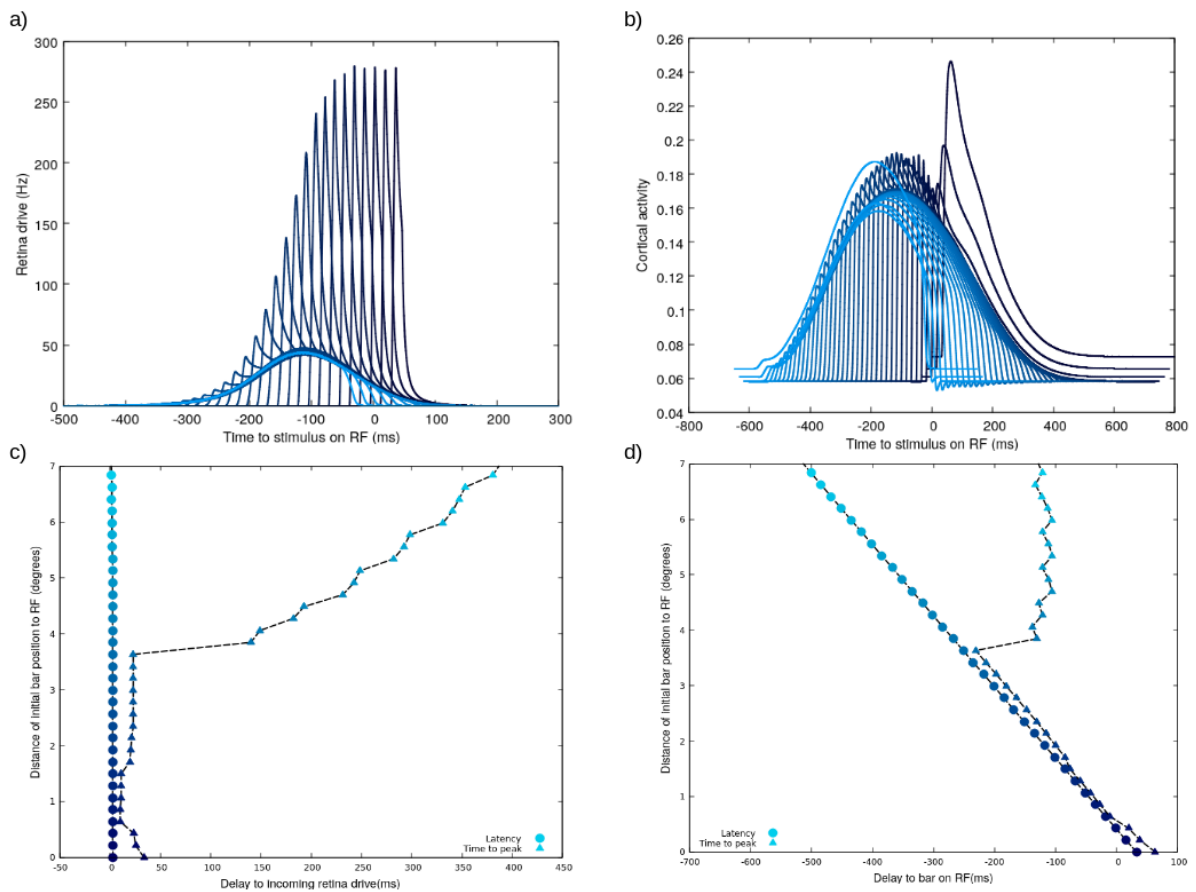 a)
300
250
200
150
100
50
0
Retina drive (Hz)
-500 -400 -300 -200 -100 0 100 200 300
Time to stimulus on RF (ms)
b)
0.26
0.24
0.22
0.20
0.18
0.16
0.14
0.12
0.10
0.08
0.06
0.04
Cortical activity
-800 -600 -400 -200 0 200 400 600 800
Time to stimulus on RF (ms)
c)
7
6
5
4
3
2
1
0
Distance of initial bar position to RF (degrees)
Latency
Time to peak
-50 0 50 100 150 200 250 300 350 400 450
Delay to incoming retina drive(ms)
d)
7
6
5
4
3
2
1
0
Distance of initial bar position to RF (degrees)
Latency
Time to peak
-700 -600 -500 -400 -300 -200 -100 0 100
Delay to bar on RF(ms)